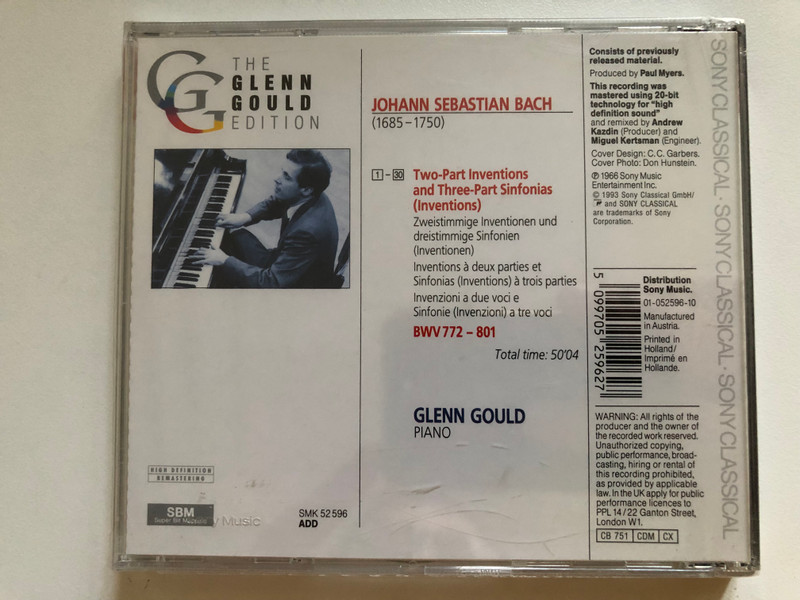 THE
GLENN
GOULD
EDITION
HIGH DEFINITION
REMASTERING
SBM
Super Bit Mapping
y Music
SMK 52 596
ADD
JOHANN SEBASTIAN BACH
(1685–1750)
1 – 30 Two-Part Inventions
and Three-Part Sinfonias
(Inventions)
Zweistimmige Inventionen und
dreistimmige Sinfonien
(Inventionen)
Inventions à deux parties et
Sinfonias (Inventions) à trois parties
Invenzioni a due voci e
Sinfonie (Invenzioni) a tre voci
BWV 772 – 801
Total time: 50'04
GLENN GOULD
PIANO
Consists of previously
released material.
Produced by Paul Myers.
This recording was
mastered using 20-bit
technology for "high
definition sound"
and remixed by Andrew
Kazdin (Producer) and
Miguel Kertsman (Engineer).
Cover Design: C. C. Garbers.
Cover Photo: Don Hunstein.
℗ 1966 Sony Music
Entertainment Inc.
© 1993 Sony Classical GmbH/
and SONY CLASSICAL
are trademarks of Sony
Corporation.
5 099705 259627
Distribution
Sony Music.
01-052596-10
Manufactured
in Austria.
Printed in
Holland/
Imprimé en
Hollande.
WARNING: All rights of the
producer and the owner of
the recorded work reserved.
Unauthorized copying,
public performance, broad-
casting, hiring or rental of
this recording prohibited,
as provided by applicable
law. In the UK apply for public
performance licences to
PPL 14 / 22 Ganton Street,
London W1.
CB 751 CDM CX
SONY CLASSICAL · SONY CLASSICAL · SONY CLASSICAL